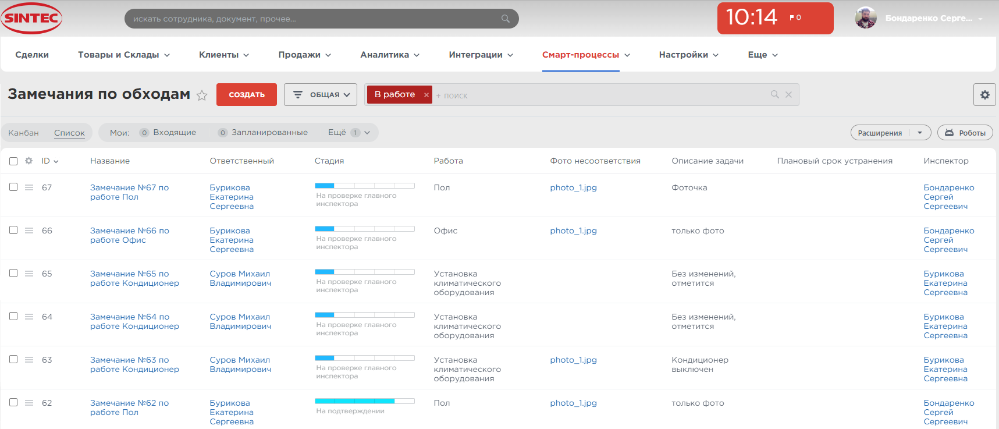 SINTEC
искать сотрудника, документ, прочее...
10:14
0
Бондаренко Серге...
Сделки Товары и Склады Клиенты Продажи Аналитика Интеграции Смарт-процессы Настройки Еще
Замечания по обходам
СОЗДАТЬ
ОБЩАЯ
В работе ×
+ поиск
Канбан Список
Мои: 0 Входящие 0 Запланированные Ещё 1
Расширения
Роботы
ID Название Ответственный Стадия Работа Фото несоответствия Описание задачи Плановый срок устранения Инспектор
67
Замечание №67 по
работе Пол
Бурикова
Екатерина
Сергеевна
На проверке главного
инспектора
Пол
photo_1.jpg
Фоточка
Бондаренко
Сергей
Сергеевич
66
Замечание №66 по
работе Офис
Бурикова
Екатерина
Сергеевна
На проверке главного
инспектора
Офис
photo_1.jpg
только фото
Бондаренко
Сергей
Сергеевич
65
Замечание №65 по
работе Кондиционер
Суров Михаил
Владимирович
На проверке главного
инспектора
Установка
климатического
оборудования
Без изменений,
отметится
Бурикова
Екатерина
Сергеевна
64
Замечание №64 по
работе Кондиционер
Суров Михаил
Владимирович
На проверке главного
инспектора
Установка
климатического
оборудования
Без изменений,
отметится
Бурикова
Екатерина
Сергеевна
63
Замечание №63 по
работе Кондиционер
Суров Михаил
Владимирович
На проверке главного
инспектора
Установка
климатического
оборудования
photo_1.jpg
Кондиционер
выключен
Бурикова
Екатерина
Сергеевна
62
Замечание №62 по
работе Пол
Бурикова
Екатерина
Сергеевна
На подтверждении
Пол
photo_1.jpg
только фото
Бондаренко
Сергей
Сергеевич